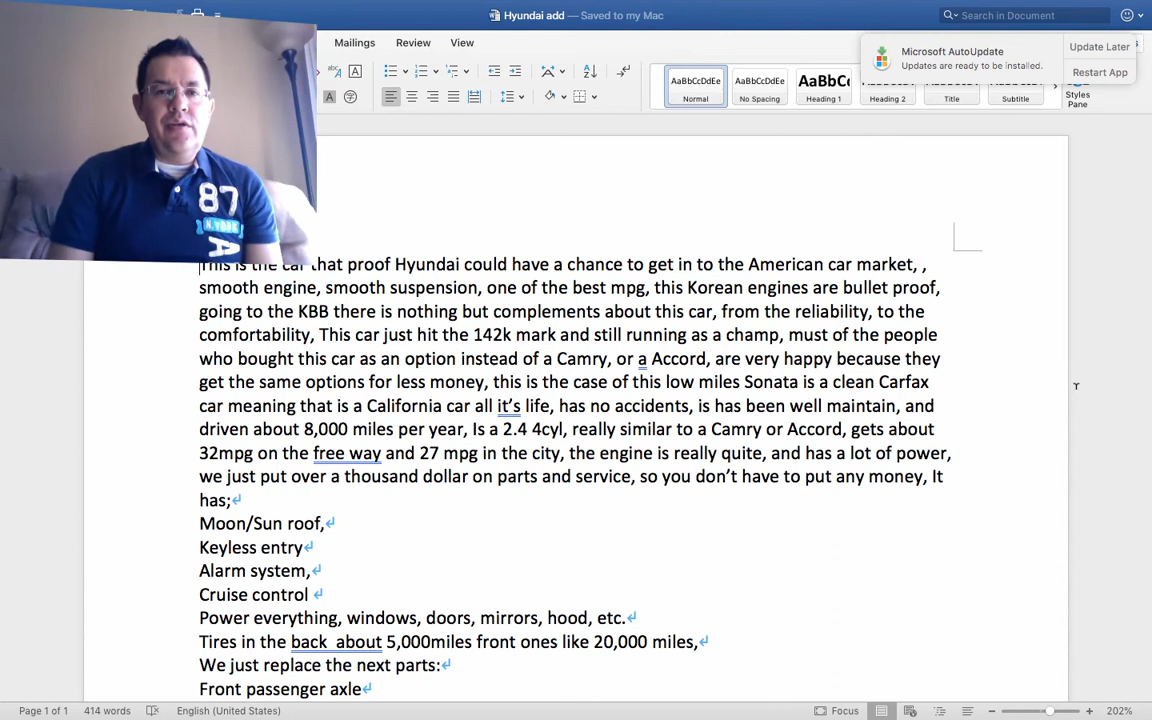 Hyundai add — Saved to my Mac
Search in Document
Mailings Review View
Microsoft AutoUpdate
Updates are ready to be installed.
Update Later
Restart App
AaBbCcDdEe AaBbCcDdEe AaBbC AaBbCcDdEe
Normal No Spacing Heading 1 Heading 2 Title Subtitle
Styles
Pane
87
N.YORK
A
This is the car that proof Hyundai could have a chance to get in to the American car market, ,
smooth engine, smooth suspension, one of the best mpg, this Korean engines are bullet proof,
going to the KBB there is nothing but complements about this car, from the reliability, to the
comfortability, This car just hit the 142k mark and still running as a champ, must of the people
who bought this car as an option instead of a Camry, or a Accord, are very happy because they
get the same options for less money, this is the case of this low miles Sonata is a clean Carfax
car meaning that is a California car all it’s life, has no accidents, is has been well maintain, and
driven about 8,000 miles per year, Is a 2.4 4cyl, really similar to a Camry or Accord, gets about
32mpg on the free way and 27 mpg in the city, the engine is really quite, and has a lot of power,
we just put over a thousand dollar on parts and service, so you don’t have to put any money, It
has;
Moon/Sun roof,
Keyless entry
Alarm system,
Cruise control
Power everything, windows, doors, mirrors, hood, etc.
Tires in the back  about 5,000miles front ones like 20,000 miles,
We just replace the next parts:
Front passenger axle
Page 1 of 1 414 words English (United States) Focus 202%